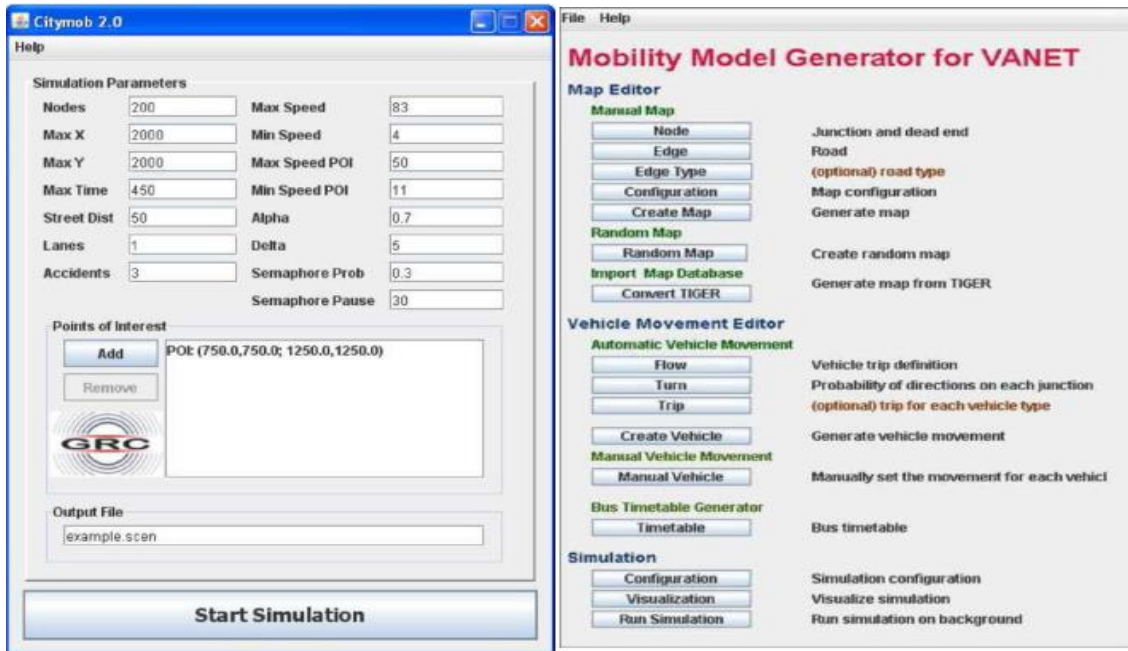 Citymob 2.0
Help
Simulation Parameters
Nodes 200 Max Speed 83
Max X 2000 Min Speed 4
Max Y 2000 Max Speed POI 50
Max Time 450 Min Speed POI 11
Street Dist 50 Alpha 0.7
Lanes 1 Delta 5
Accidents 3 Semaphore Prob 0.3
Semaphore Pause 30
Points of Interest
Add
Remove
POI: (750.0,750.0; 1250.0,1250.0)
GRC
Output File
example.scen
Start Simulation
File Help
Mobility Model Generator for VANET
Map Editor
Manual Map
Node Junction and dead end
Edge Road
Edge Type (optional) road type
Configuration Map configuration
Create Map Generate map
Random Map
Random Map Create random map
Import Map Database
Convert TIGER Generate map from TIGER
Vehicle Movement Editor
Automatic Vehicle Movement
Flow Vehicle trip definition
Turn Probability of directions on each junction
Trip (optional) trip for each vehicle type
Create Vehicle Generate vehicle movement
Manual Vehicle Movement
Manual Vehicle Manually set the movement for each vehicl
Bus Timetable Generator
Timetable Bus timetable
Simulation
Configuration Simulation configuration
Visualization Visualize simulation
Run Simulation Run simulation on background